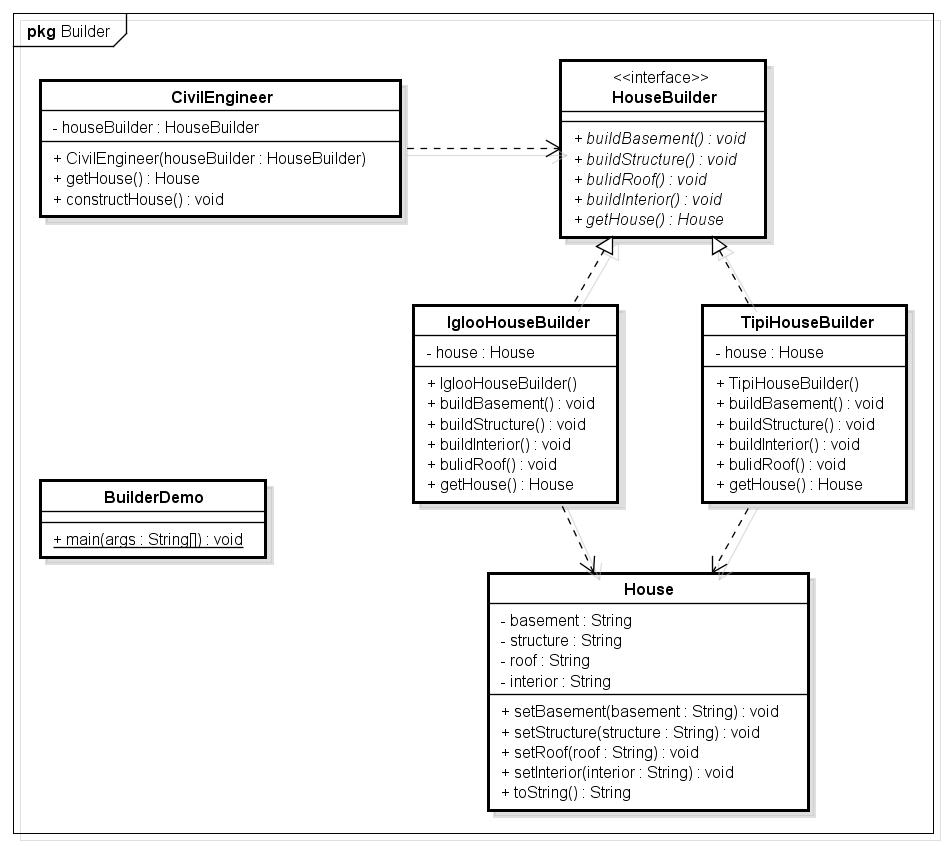 pkg Builder
CivilEngineer
- houseBuilder : HouseBuilder
+ CivilEngineer(houseBuilder : HouseBuilder)
+ getHouse() : House
+ constructHouse() : void
<<interface>>
HouseBuilder
+ buildBasement() : void
+ buildStructure() : void
+ bulidRoof() : void
+ buildInterior() : void
+ getHouse() : House
IglooHouseBuilder
- house : House
+ IglooHouseBuilder()
+ buildBasement() : void
+ buildStructure() : void
+ buildInterior() : void
+ bulidRoof() : void
+ getHouse() : House
TipiHouseBuilder
- house : House
+ TipiHouseBuilder()
+ buildBasement() : void
+ buildStructure() : void
+ buildInterior() : void
+ bulidRoof() : void
+ getHouse() : House
BuilderDemo
+ main(args : String[]) : void
House
- basement : String
- structure : String
- roof : String
- interior : String
+ setBasement(basement : String) : void
+ setStructure(structure : String) : void
+ setRoof(roof : String) : void
+ setInterior(interior : String) : void
+ toString() : String